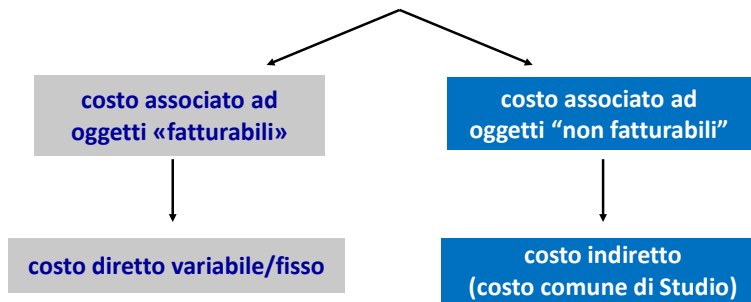 costo associato ad
oggetti «fatturabili»
costo associato ad
oggetti “non fatturabili”
costo diretto variabile/fisso
costo indiretto
(costo comune di Studio)